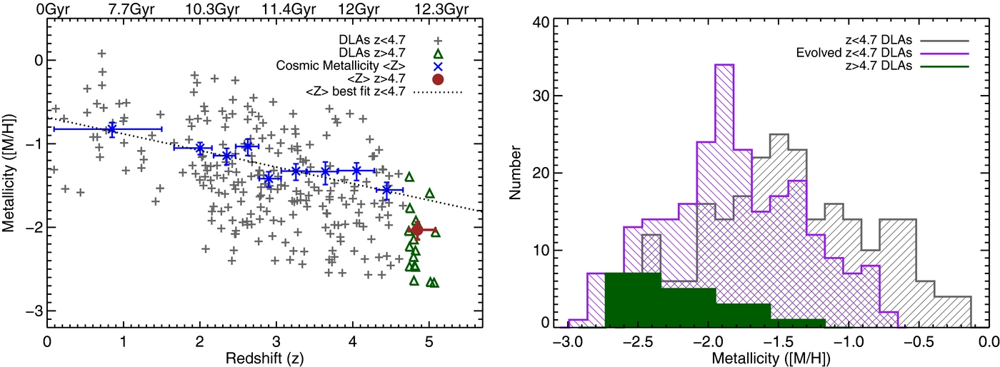 0Gyr 7.7Gyr 10.3Gyr 11.4Gyr 12Gyr 12.3Gyr
DLAs z<4.7
DLAs z>4.7
Cosmic Metallicity <Z>
<Z> z>4.7
<Z> best fit z<4.7
0
−1
−2
−3
Metallicity ([M/H])
0 1 2 3 4 5
Redshift (z)
z<4.7 DLAs
Evolved z<4.7 DLAs
z>4.7 DLAs
40
30
20
10
0
Number
−3.0 −2.5 −2.0 −1.5 −1.0 −0.5 0.0
Metallicity ([M/H])